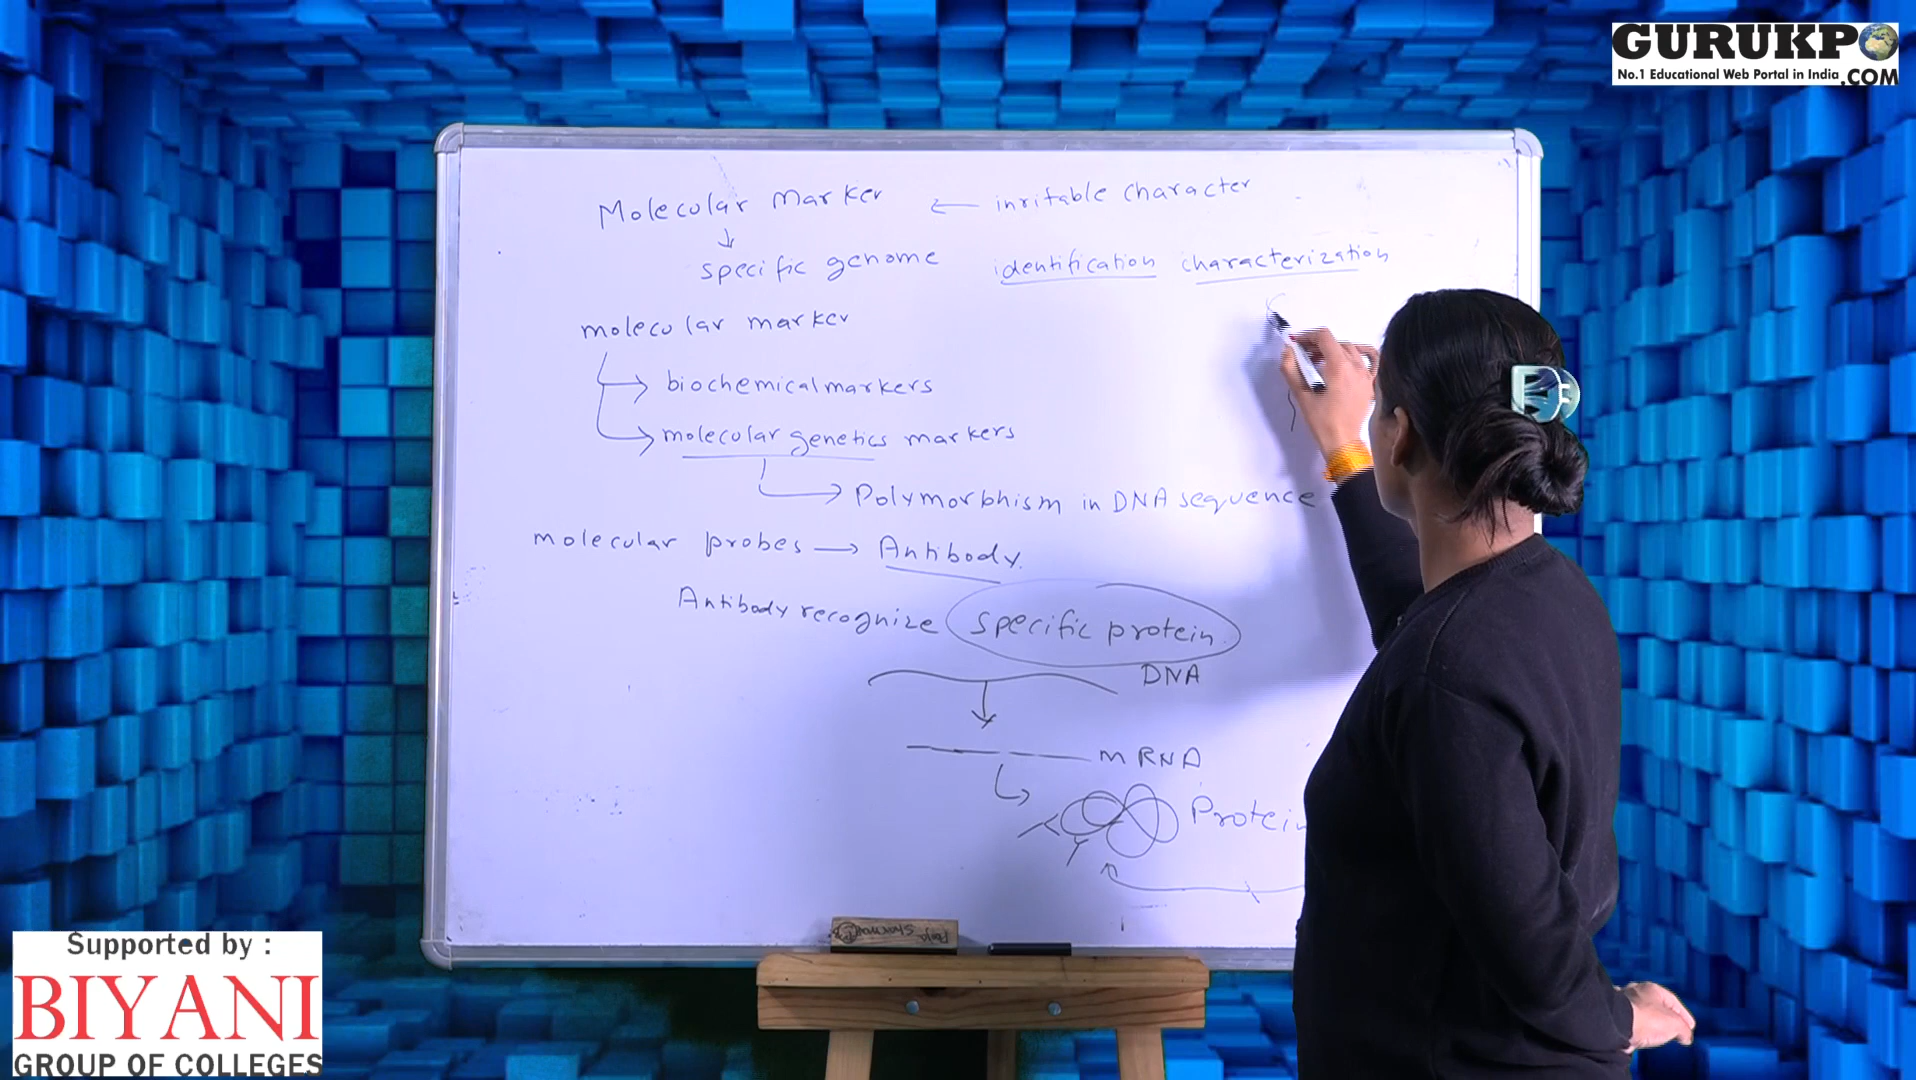 GURUKPO
No.1 Educational Web Portal in India .COM
Molecular Marker ← inritable character
specific genome identification characterization
molecular marker
biochemical markers
molecular genetics markers
Polymorbhism in DNA sequence
molecular probes → Antibody.
Antibody recognize specific protein.
DNA
mRNA
Protein
Supported by :
BIYANI
GROUP OF COLLEGES